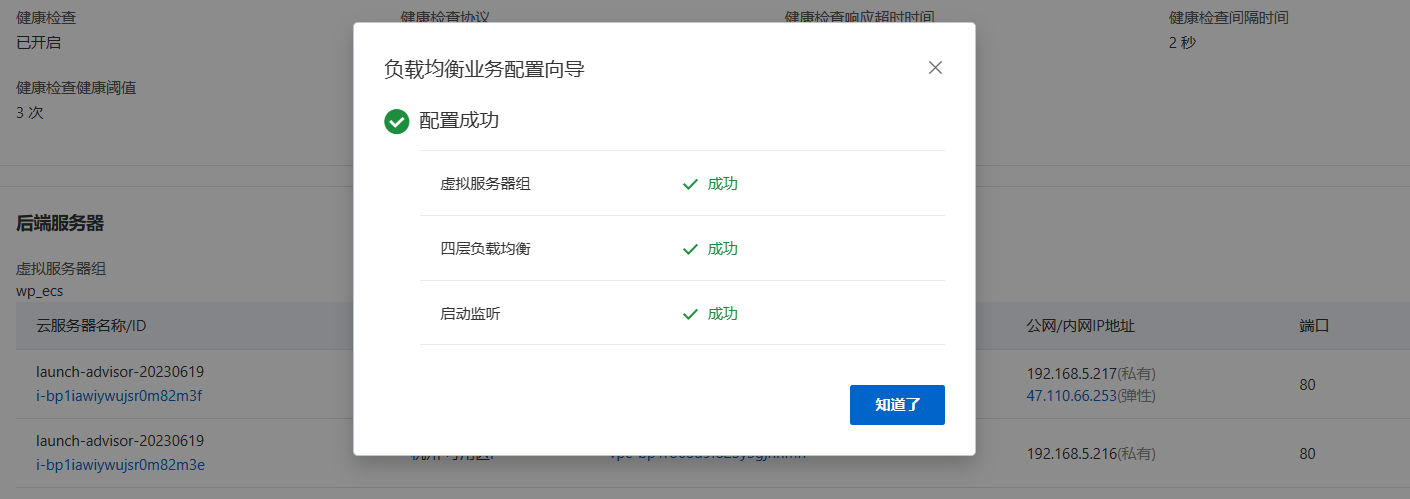 健康检查
已开启
健康检查协议
健康检查响应超时时间
健康检查间隔时间
2 秒
健康检查健康阈值
3 次
负载均衡业务配置向导
配置成功
虚拟服务器组 成功
四层负载均衡 成功
启动监听 成功
知道了
后端服务器
虚拟服务器组
wp_ecs
云服务器名称/ID 公网/内网IP地址 端口
launch-advisor-20230619
i-bp1iawiywujsr0m82m3f
192.168.5.217(私有)
47.110.66.253(弹性)
80
launch-advisor-20230619
i-bp1iawiywujsr0m82m3e
192.168.5.216(私有)
80